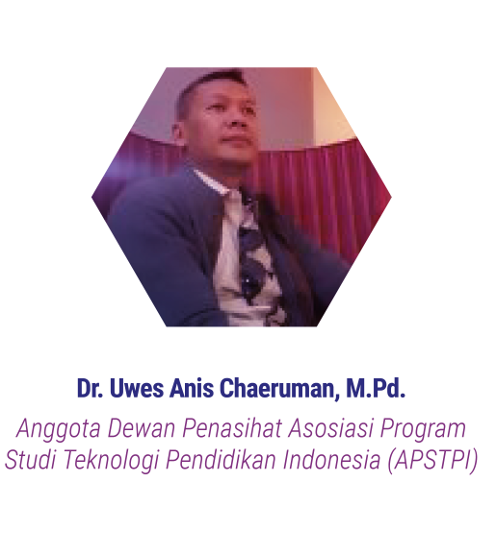 Dr. Uwes Anis Chaeruman, M.Pd.
Anggota Dewan Penasihat Asosiasi Program
Studi Teknologi Pendidikan Indonesia (APSTPI)